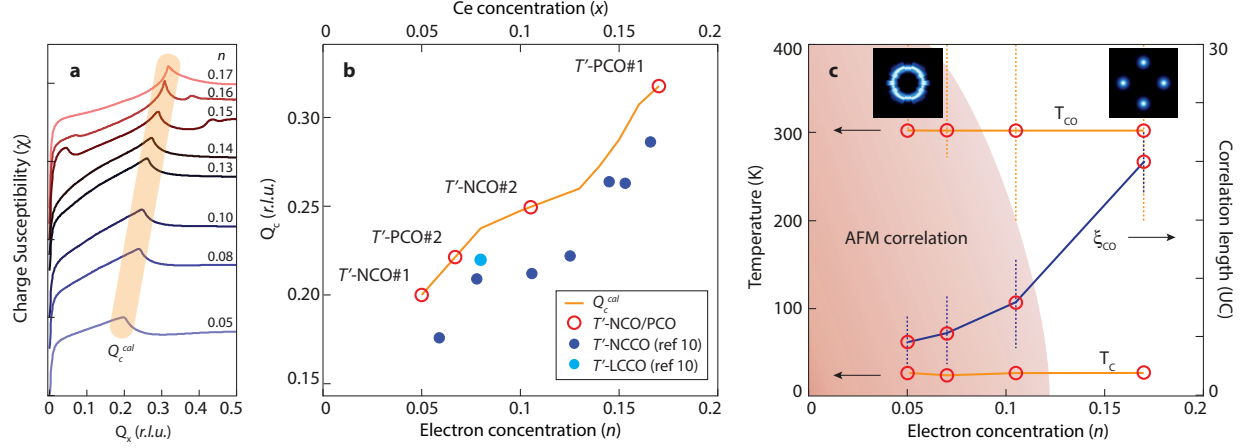 a
n
0.17
0.16
0.15
0.14
0.13
0.10
0.08
0.05
Q_c^cal
Charge Susceptibility (χ)
0 0.1 0.2 0.3 0.4 0.5
Q_x (r.l.u.)
Ce concentration (x)
0 0.05 0.1 0.15 0.2
b
T′-PCO#1
T′-NCO#2
T′-PCO#2
T′-NCO#1
0.30
0.25
0.20
0.15
Q_c (r.l.u.)
Q_c^cal
T′-NCO/PCO
T′-NCCO (ref 10)
T′-LCCO (ref 10)
0 0.05 0.1 0.15 0.2
Electron concentration (n)
c
400
300
200
100
0
Temperature (K)
T_CO
AFM correlation
ξ_CO
T_C
30
0
Correlation length (UC)
0 0.05 0.1 0.15 0.2
Electron concentration (n)